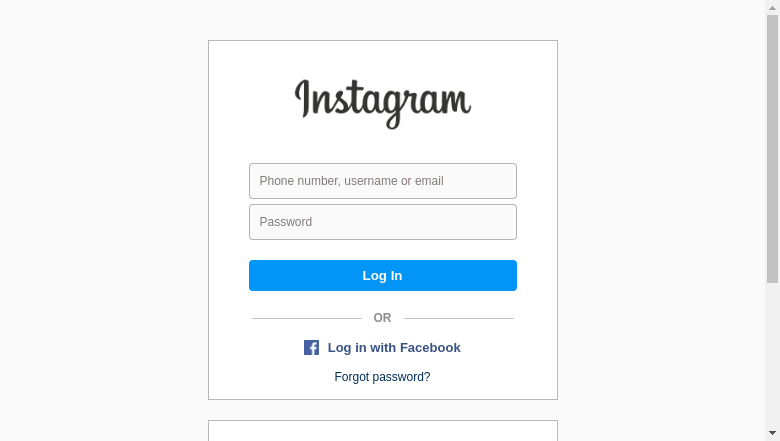 Instagram
Phone number, username or email
Password
Log In
OR
Log in with Facebook
Forgot password?